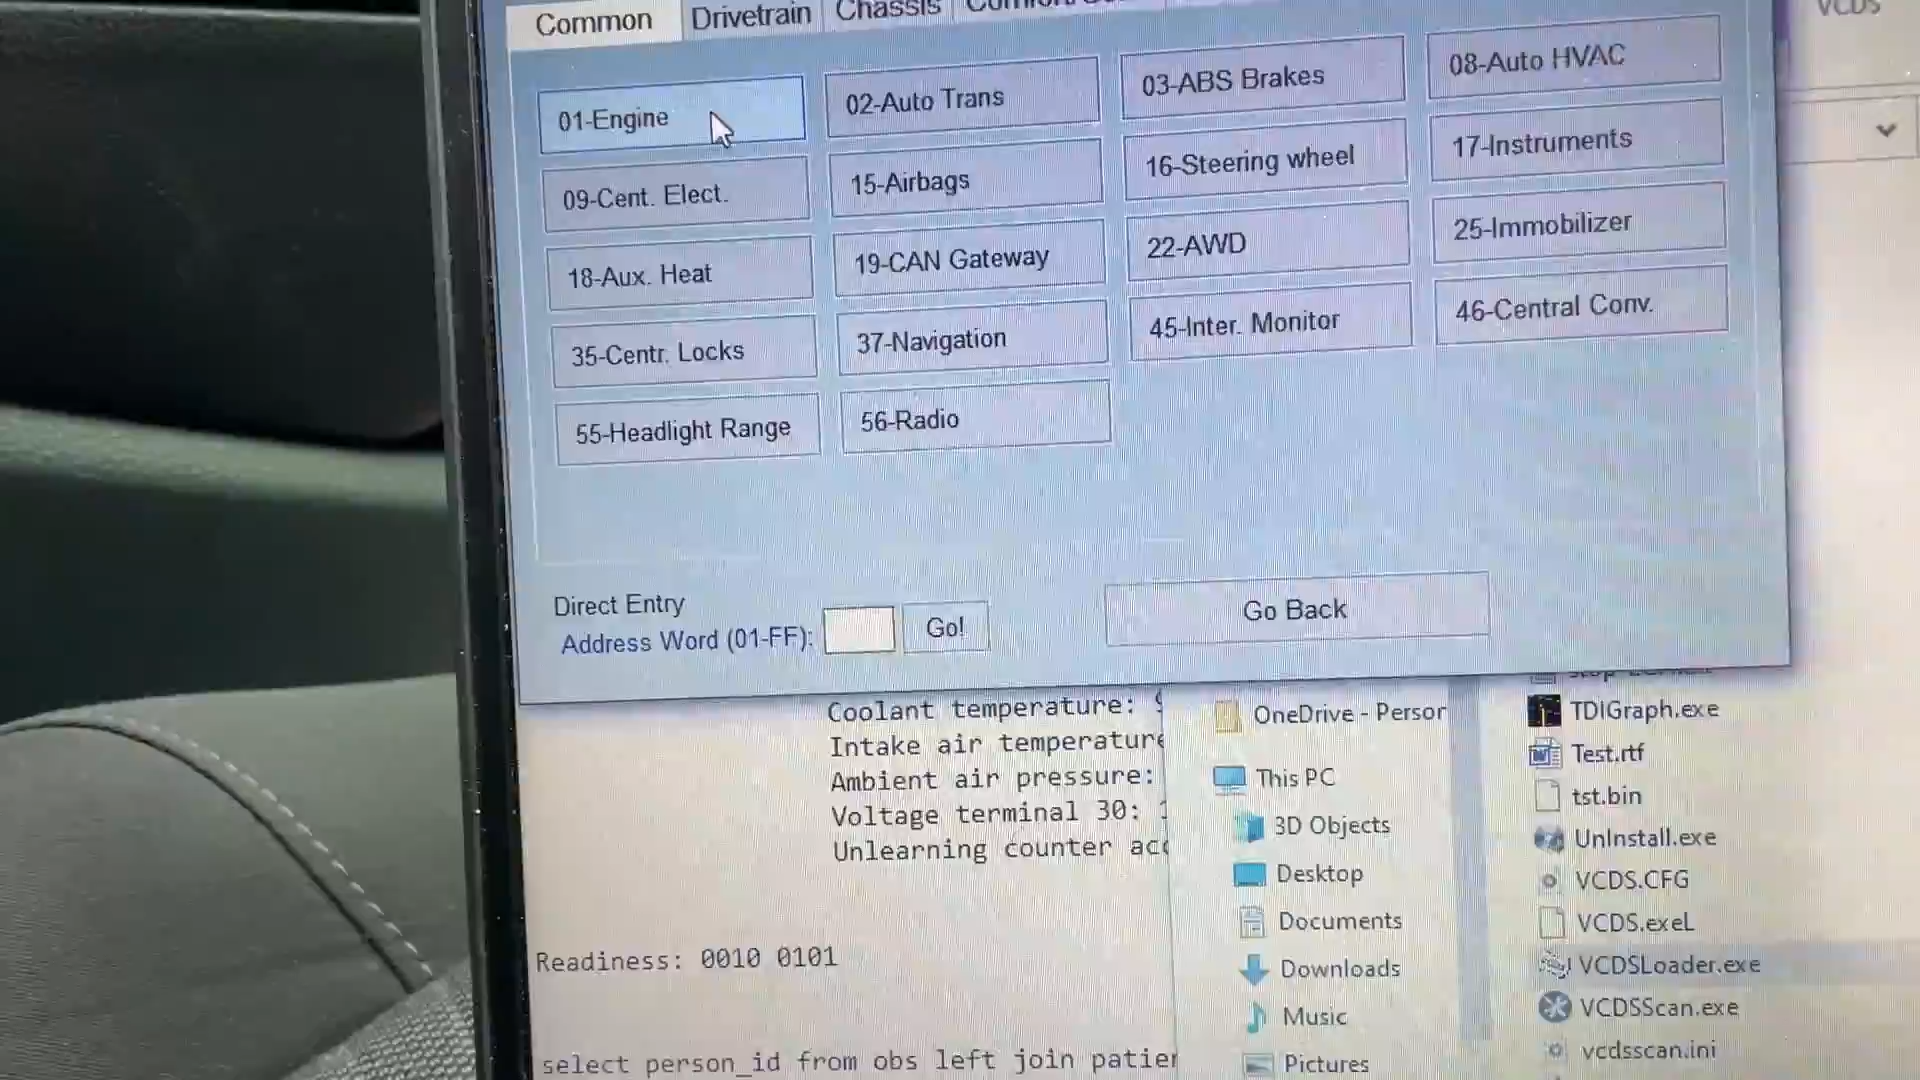 Common Drivetrain Chassis
VCDS
01-Engine 02-Auto Trans 03-ABS Brakes 08-Auto HVAC
09-Cent. Elect. 15-Airbags 16-Steering wheel 17-Instruments
18-Aux. Heat 19-CAN Gateway 22-AWD 25-Immobilizer
35-Centr. Locks 37-Navigation 45-Inter. Monitor 46-Central Conv.
55-Headlight Range 56-Radio
Direct Entry
Address Word (01-FF): Go! Go Back
Coolant temperature:
Intake air temperature
Ambient air pressure:
Voltage terminal 30:
Unlearning counter acc
Readiness: 0010 0101
select person_id from obs left join patier
OneDrive - Person
This PC
3D Objects
Desktop
Documents
Downloads
Music
Pictures
TDIGraph.exe
Test.rtf
tst.bin
UnInstall.exe
VCDS.CFG
VCDS.exeL
VCDSLoader.exe
VCDSScan.exe
vcdsscan.ini